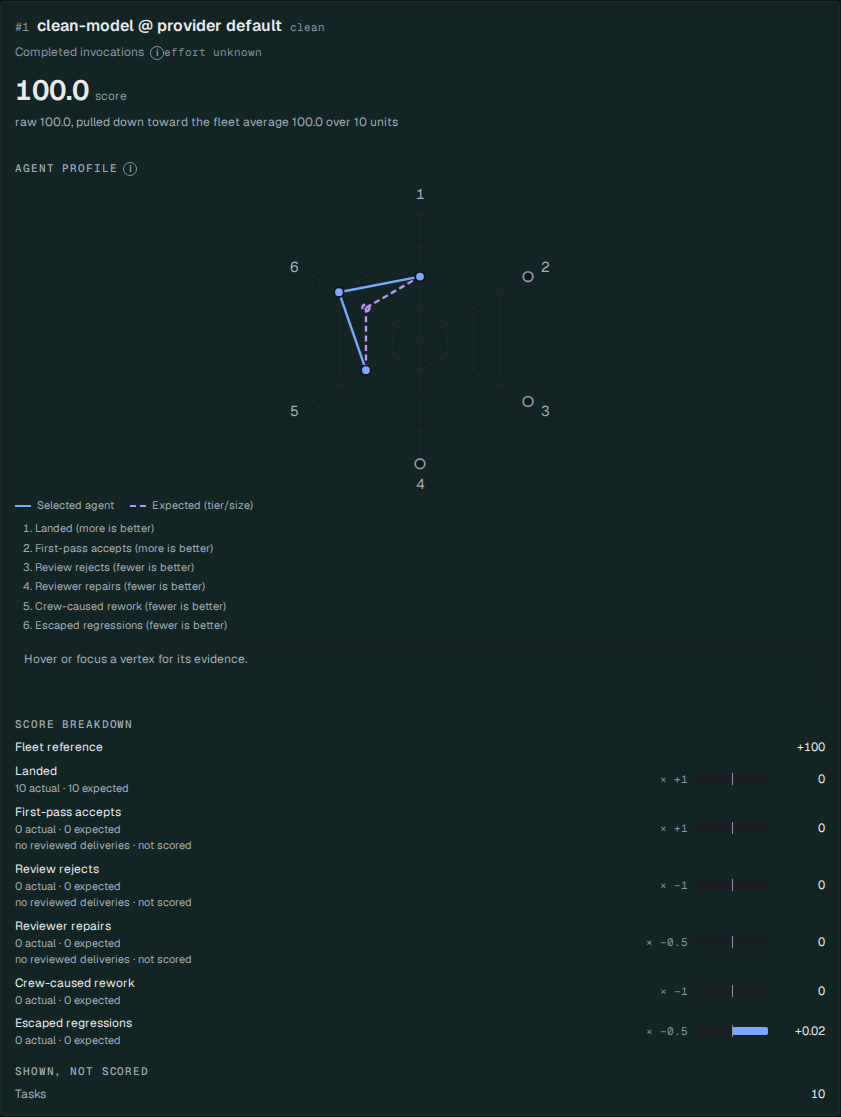 #1 clean-model @ provider default clean
Completed invocations ⓘ effort unknown
100.0 score
raw 100.0, pulled down toward the fleet average 100.0 over 10 units
AGENT PROFILE ⓘ
1
6
2
5
3
4
Selected agent Expected (tier/size)
1. Landed (more is better)
2. First-pass accepts (more is better)
3. Review rejects (fewer is better)
4. Reviewer repairs (fewer is better)
5. Crew-caused rework (fewer is better)
6. Escaped regressions (fewer is better)
Hover or focus a vertex for its evidence.
SCORE BREAKDOWN
Fleet reference +100
Landed
10 actual · 10 expected × +1 0
First-pass accepts
0 actual · 0 expected × +1 0
no reviewed deliveries · not scored
Review rejects
0 actual · 0 expected × −1 0
no reviewed deliveries · not scored
Reviewer repairs
0 actual · 0 expected × −0.5 0
no reviewed deliveries · not scored
Crew-caused rework
0 actual · 0 expected × −1 0
Escaped regressions
0 actual · 0 expected × −0.5 +0.02
SHOWN, NOT SCORED
Tasks 10